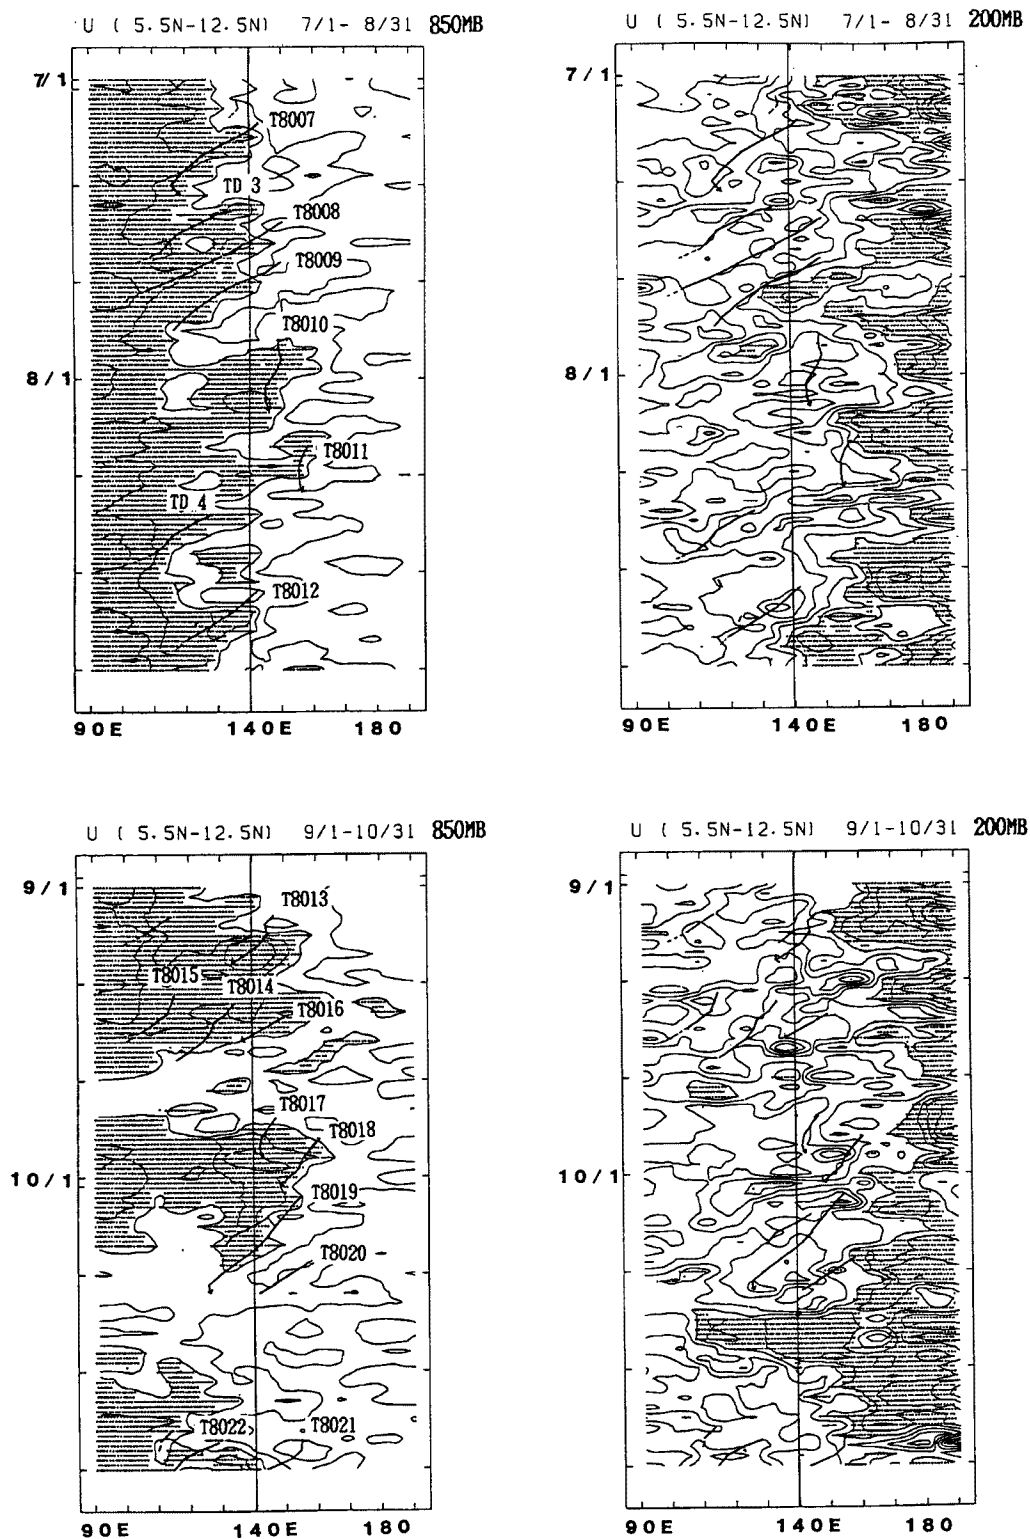 U ( 5.5N-12.5N) 7/1- 8/31 850MB
7/1
T8007
TD 3
T8008
T8009
T8010
8/1
T8011
TD 4
T8012
90E 140E 180
U ( 5.5N-12.5N) 7/1- 8/31 200MB
7/1
8/1
90E 140E 180
U ( 5.5N-12.5N) 9/1-10/31 850MB
9/1
T8013
T8015
T8014
T8016
T8017
T8018
10/1
T8019
T8020
T8022
T8021
90E 140E 180
U ( 5.5N-12.5N) 9/1-10/31 200MB
9/1
10/1
90E 140E 180